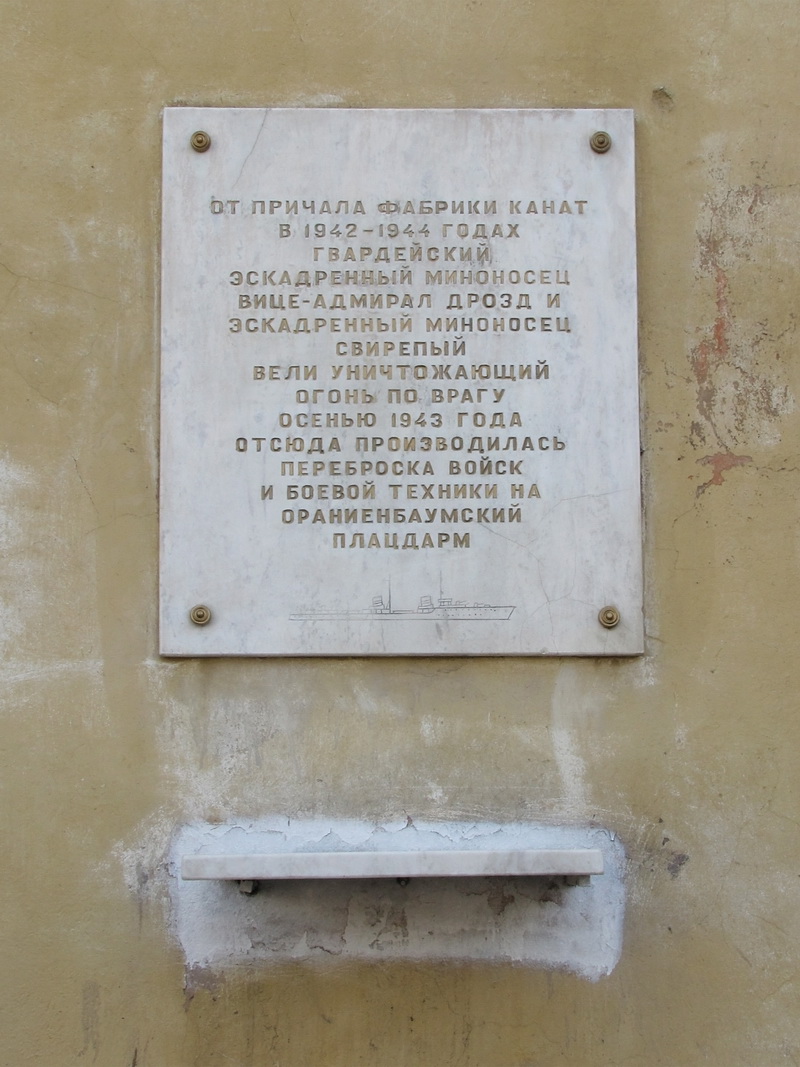 ОТ ПРИЧАЛА ФАБРИКИ КАНАТ
В 1942-1944 ГОДАХ
ГВАРДЕЙСКИЙ
ЭСКАДРЕННЫЙ МИНОНОСЕЦ
ВИЦЕ-АДМИРАЛ ДРОЗД И
ЭСКАДРЕННЫЙ МИНОНОСЕЦ
СВИРЕПЫЙ
ВЕЛИ УНИЧТОЖАЮЩИЙ
ОГОНЬ ПО ВРАГУ
ОСЕНЬЮ 1943 ГОДА
ОТСЮДА ПРОИЗВОДИЛАСЬ
ПЕРЕБРОСКА ВОЙСК
И БОЕВОЙ ТЕХНИКИ НА
ОРАНИЕНБАУМСКИЙ
ПЛАЦДАРМ